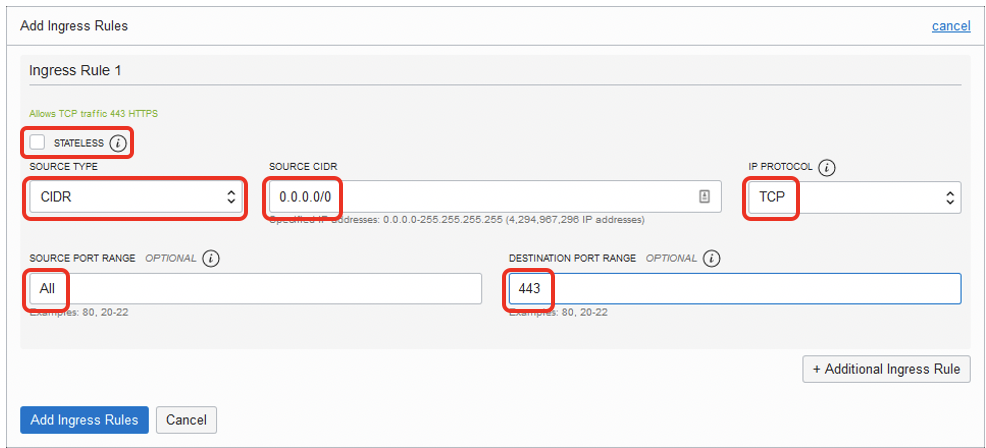 Add Ingress Rules
cancel
Ingress Rule 1
Allows TCP traffic 443 HTTPS
STATELESS i
SOURCE TYPE
SOURCE CIDR
IP PROTOCOL i
CIDR
0.0.0.0/0
TCP
Specified IP addresses: 0.0.0.0-255.255.255.255 (4,294,967,296 IP addresses)
SOURCE PORT RANGE OPTIONAL i
DESTINATION PORT RANGE OPTIONAL i
All
443
Examples: 80, 20-22
Examples: 80, 20-22
+ Additional Ingress Rule
Add Ingress Rules
Cancel